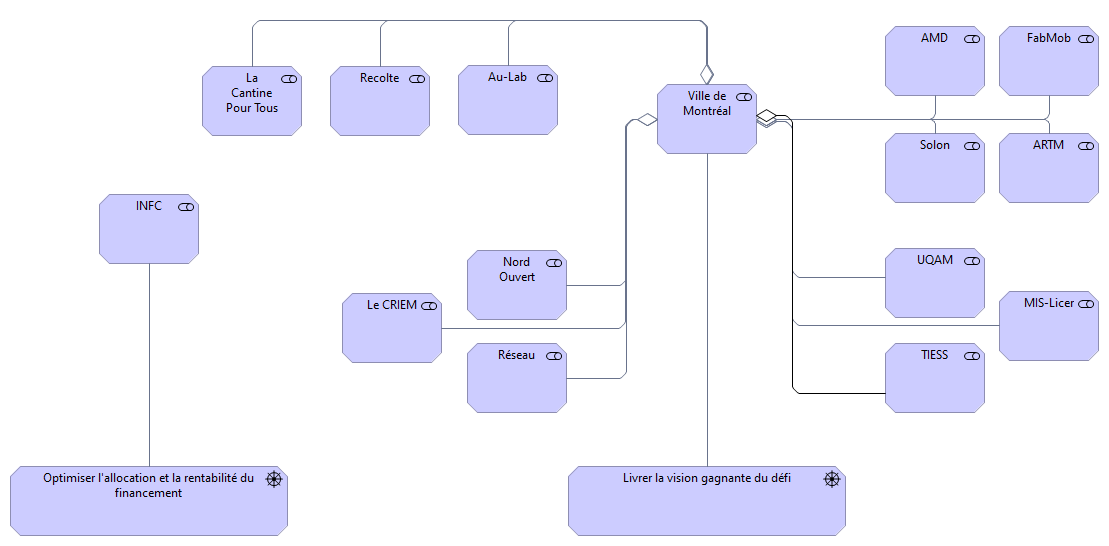 AMD
FabMob
La
Cantine
Pour Tous
Recolte
Au-Lab
Ville de
Montréal
Solon
ARTM
INFC
Nord
Ouvert
UQAM
Le CRIEM
MIS-Licer
Réseau
TIESS
Optimiser l'allocation et la rentabilité du
financement
Livrer la vision gagnante du défi